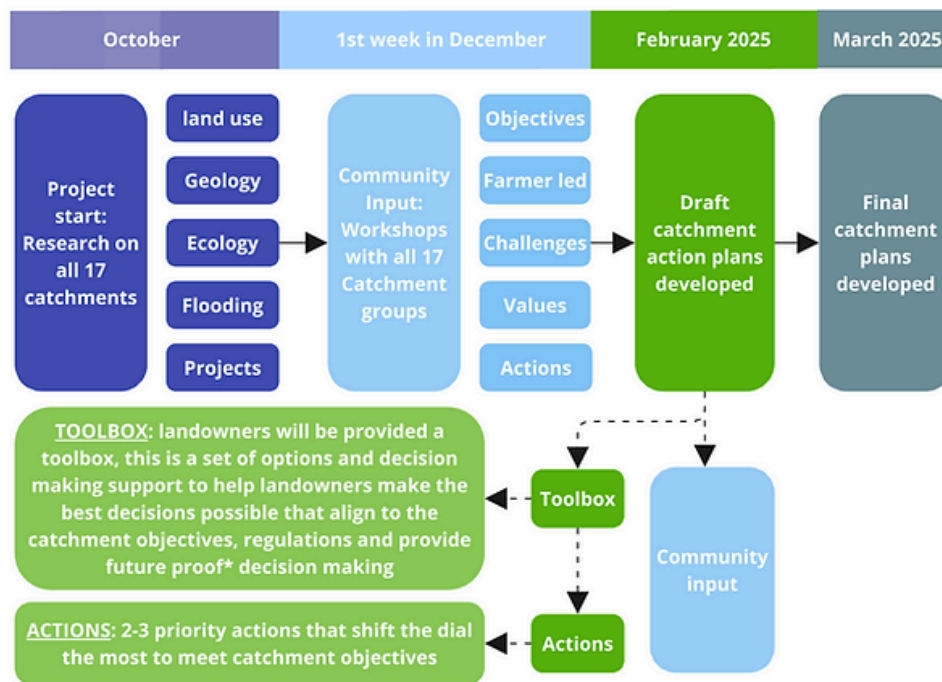 October
1st week in December
February 2025
March 2025
Project
start:
Research on
all 17
catchments
land use
Geology
Ecology
Flooding
Projects
Community
Input:
Workshops
with all 17
Catchment
groups
Objectives
Farmer led
Challenges
Values
Actions
Draft
catchment
action plans
developed
Final
catchment
plans
developed
TOOLBOX: landowners will be provided a
toolbox, this is a set of options and decision
making support to help landowners make the
best decisions possible that align to the
catchment objectives, regulations and provide
future proof* decision making
Toolbox
Community
input
ACTIONS: 2-3 priority actions that shift the dial
the most to meet catchment objectives
Actions